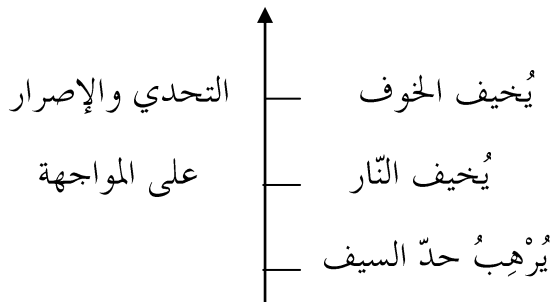 يُخيف الخوف
التحدي والإصرار
يُخيف النّار
على المواجهة
يُرْهِبُ حدّ السيف